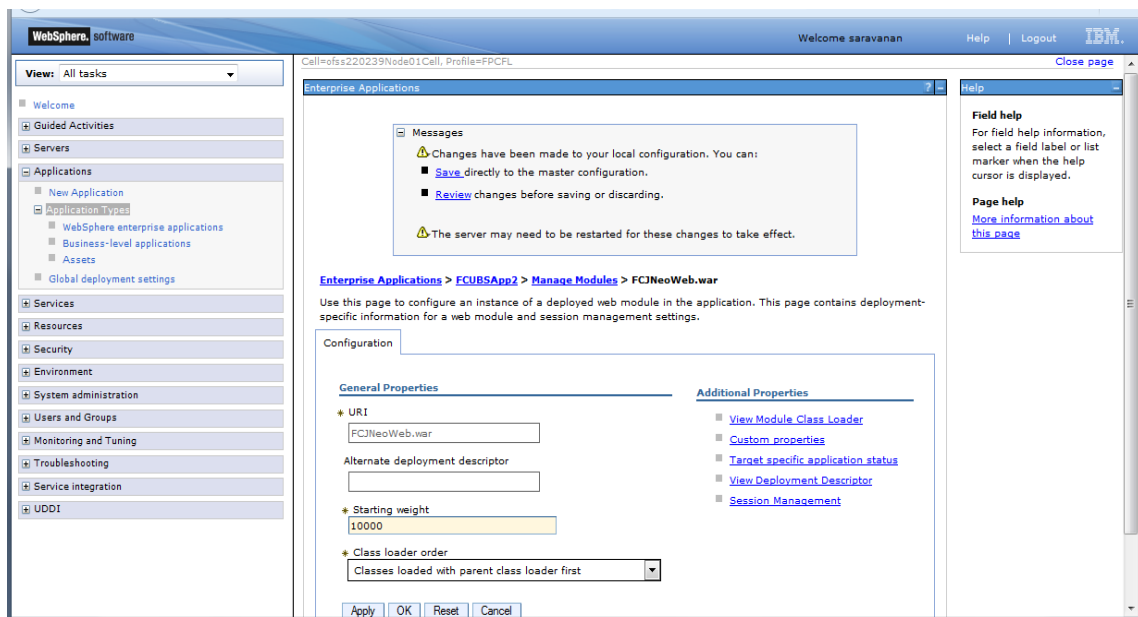 WebSphere. software
Welcome saravanan
Help | Logout
IBM.
View: All tasks
Welcome
Guided Activities
Servers
Applications
New Application
Application Types
WebSphere enterprise applications
Business-level applications
Assets
Global deployment settings
Services
Resources
Security
Environment
System administration
Users and Groups
Monitoring and Tuning
Troubleshooting
Service integration
UDDI
Cell=ofss220239Node01Cell, Profile=FPCFL
Close page
Enterprise Applications
?
Messages
Changes have been made to your local configuration. You can:
Save directly to the master configuration.
Review changes before saving or discarding.
The server may need to be restarted for these changes to take effect.
Enterprise Applications > FCUBSApp2 > Manage Modules > FCJNeoWeb.war
Use this page to configure an instance of a deployed web module in the application. This page contains deployment-
specific information for a web module and session management settings.
Configuration
General Properties
* URI
FCJNeoWeb.war
Alternate deployment descriptor
* Starting weight
10000
* Class loader order
Classes loaded with parent class loader first
Apply OK Reset Cancel
Additional Properties
View Module Class Loader
Custom properties
Target specific application status
View Deployment Descriptor
Session Management
Help
Field help
For field help information,
select a field label or list
marker when the help
cursor is displayed.
Page help
More information about
this page